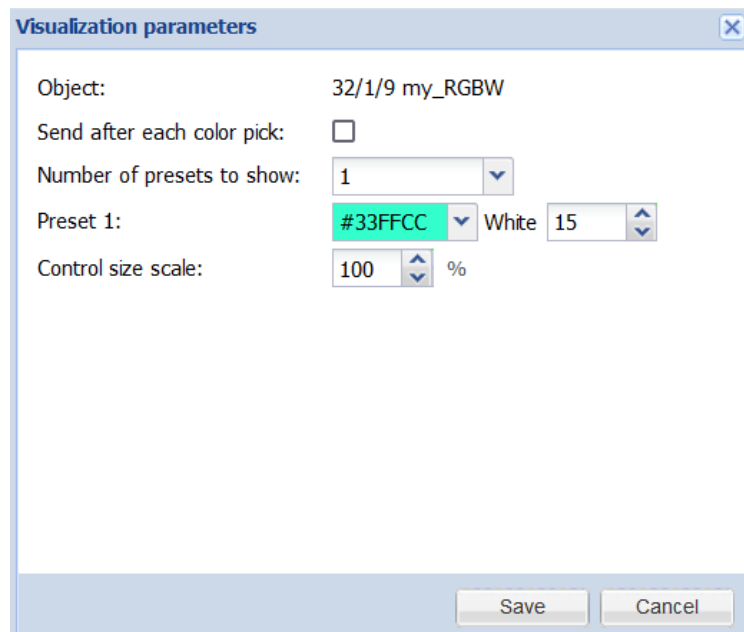 Visualization parameters
Object: 32/1/9 my_RGBW
Send after each color pick:
Number of presets to show: 1
Preset 1: #33FFCC White 15
Control size scale: 100 %
Save Cancel